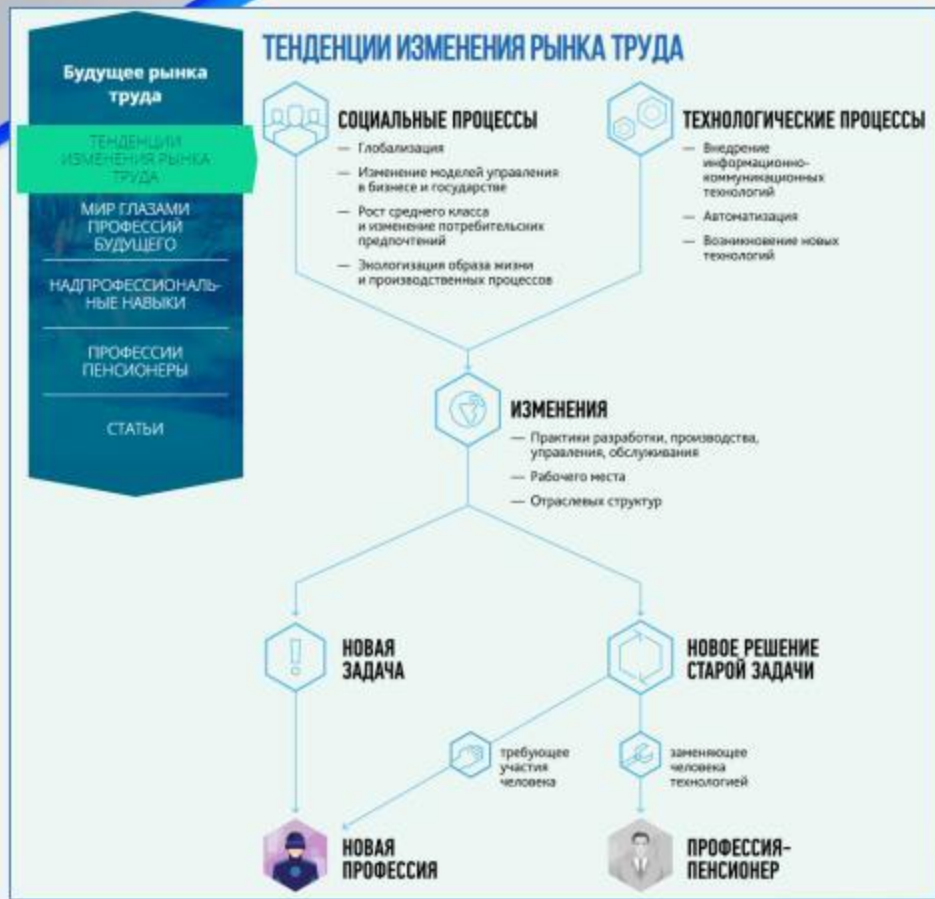 Будущее рынка
труда
ТЕНДЕНЦИИ
ИЗМЕНЕНИЯ РЫНКА
ТРУДА
МИР ГЛАЗАМИ
ПРОФЕССИЙ
БУДУЩЕГО
НАДПРОФЕССИОНАЛЬ-
НЫЕ НАВЫКИ
ПРОФЕССИИ
ПЕНСИОНЕРЫ
СТАТЬИ
ТЕНДЕНЦИИ ИЗМЕНЕНИЯ РЫНКА ТРУДА
СОЦИАЛЬНЫЕ ПРОЦЕССЫ
— Глобализация
— Изменение моделей управления
в бизнесе и государстве
— Рост среднего класса
и изменение потребительских
предпочтений
— Экологизация образа жизни
и производственных процессов
ТЕХНОЛОГИЧЕСКИЕ ПРОЦЕССЫ
— Внедрение
информационно-
коммуникационных
технологий
— Автоматизация
— Возникновение новых
технологий
ИЗМЕНЕНИЯ
— Практики разработки, производства,
управления, обслуживания
— Рабочего места
— Отраслевых структур
НОВАЯ
ЗАДАЧА
НОВОЕ РЕШЕНИЕ
СТАРОЙ ЗАДАЧИ
требующее
участия
человека
заменяющее
человека
технологией
НОВАЯ
ПРОФЕССИЯ
ПРОФЕССИЯ-
ПЕНСИОНЕР